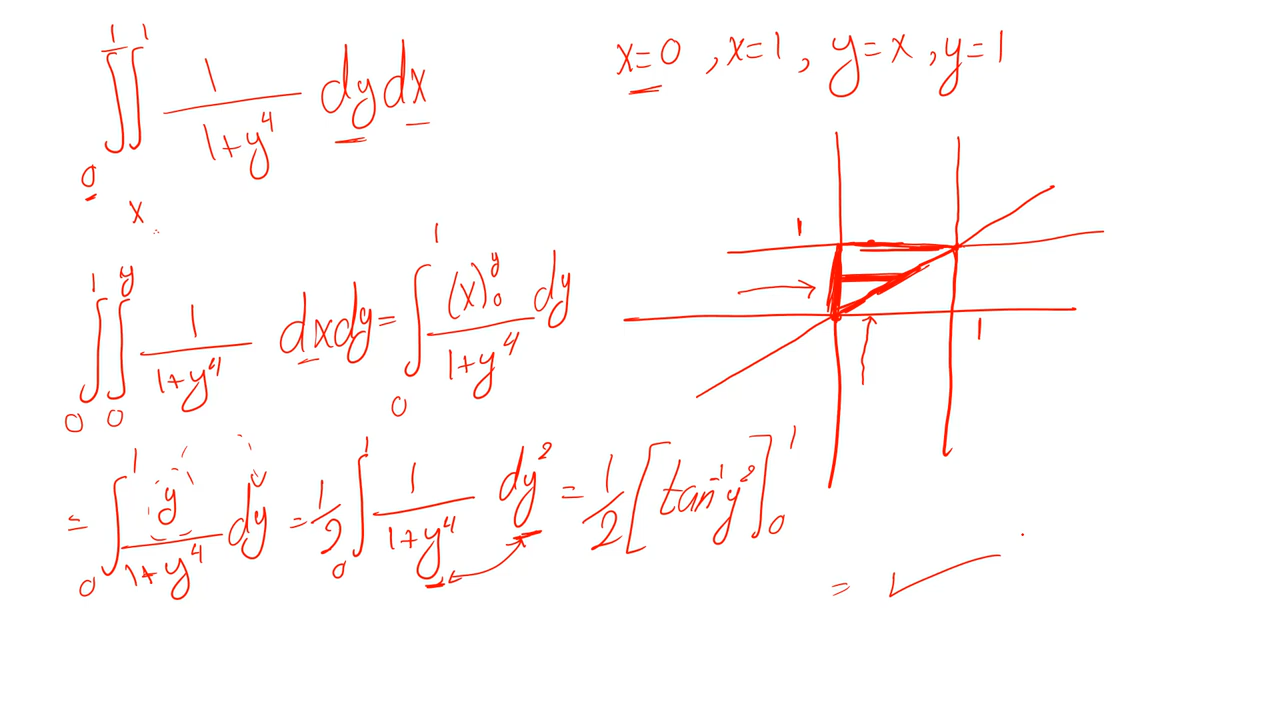 ∫₀¹∫ₓ¹ 1/(1+y⁴) dy dx
x=0 , x=1 , y=x , y=1
1
1
∫₀¹∫₀ʸ 1/(1+y⁴) dxdy = ∫₀¹ (x)₀ʸ/(1+y⁴) dy
= ∫₀¹ y/(1+y⁴) dy = 1/2 ∫₀¹ 1/(1+y⁴) dy² = 1/2 [tan⁻¹y²]₀¹
=